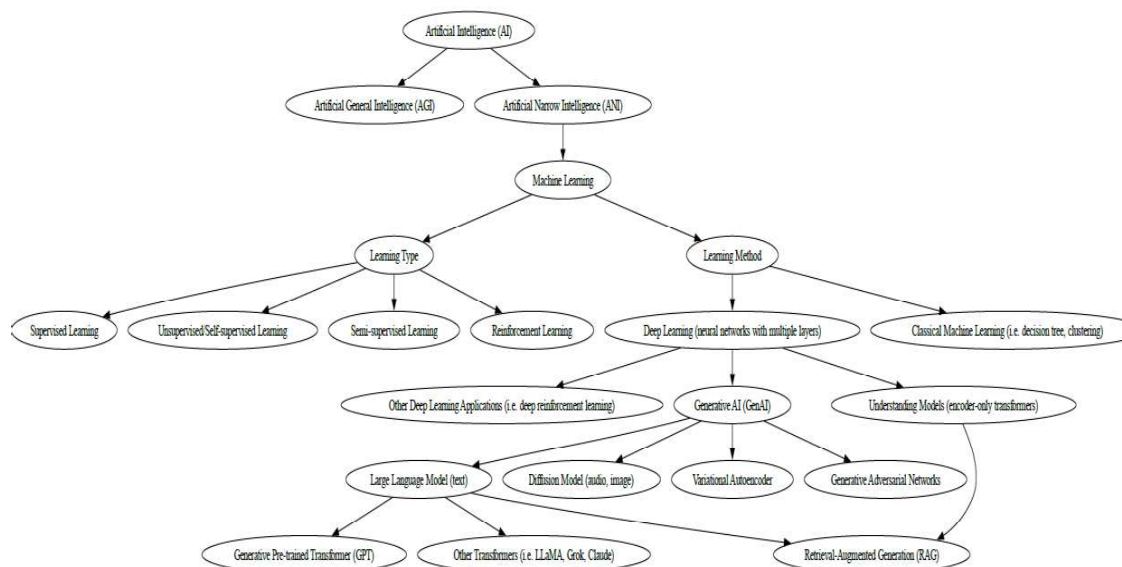 Artificial Intelligence (AI)
Artificial General Intelligence (AGI)
Artificial Narrow Intelligence (ANI)
Machine Learning
Learning Type
Learning Method
Supervised Learning
Unsupervised/Self-supervised Learning
Semi-supervised Learning
Reinforcement Learning
Deep Learning (neural networks with multiple layers)
Classical Machine Learning (i.e. decision tree, clustering)
Other Deep Learning Applications (i.e. deep reinforcement learning)
Generative AI (GenAI)
Understanding Models (encoder-only transformers)
Large Language Model (text)
Diffusion Model (audio, image)
Variational Autoencoder
Generative Adversarial Networks
Generative Pre-trained Transformer (GPT)
Other Transformers (i.e. LLaMA, Grok, Claude)
Retrieval-Augmented Generation (RAG)